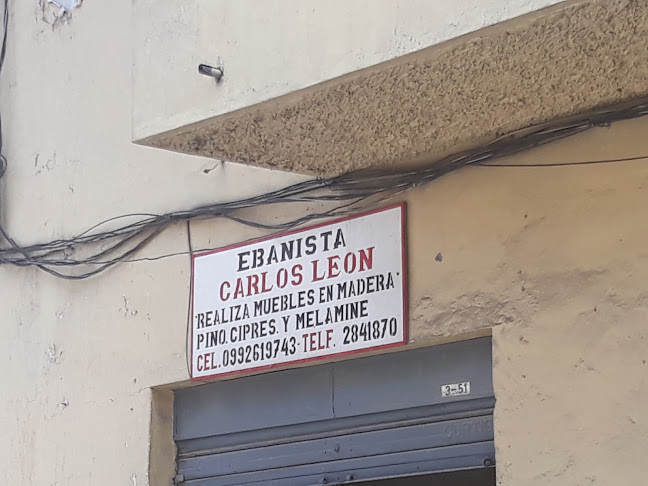 EBANISTA
CARLOS LEON
"REALIZA MUEBLES EN MADERA"
PINO. CIPRES. Y MELAMINE
CEL. 0992619743-TELF. 2841870
3-51